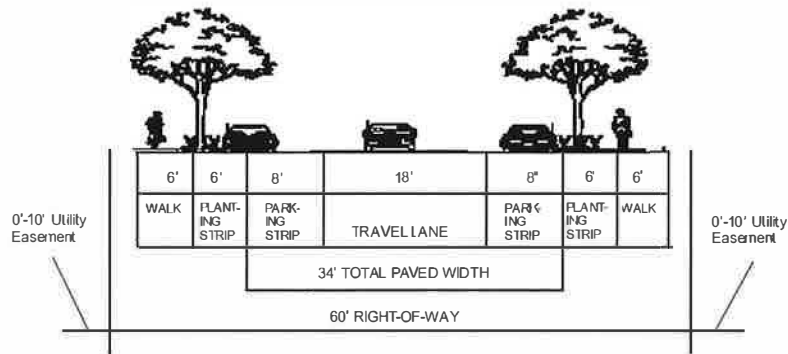 6' 6' 8' 18' 8" 6' 6'
WALK PLANT- PARK- TRAVEL LANE PARK- PLANT- WALK
ING ING ING ING
STRIP STRIP STRIP STRIP
0'-10' Utility
Easement
0'-10' Utility
Easement
34' TOTAL PAVED WIDTH
60' RIGHT-OF-WAY